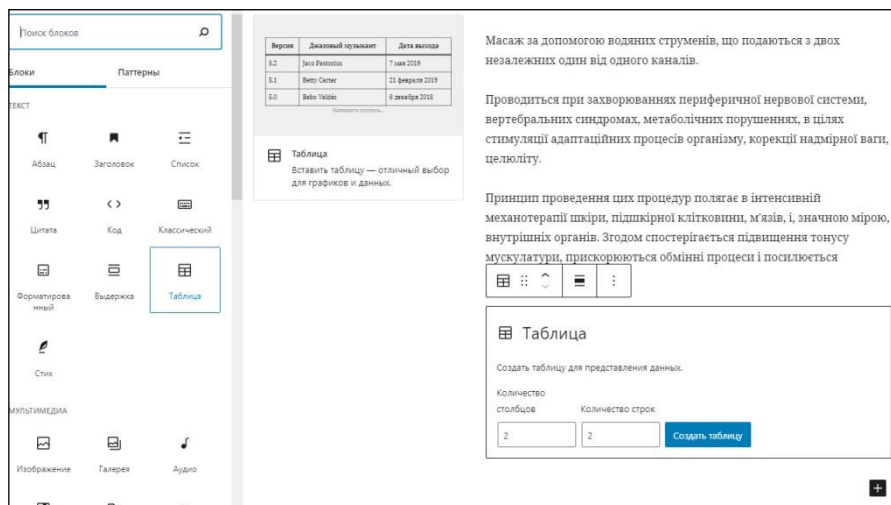 Поиск блоков
Блоки Паттерны
ТЕКСТ
Абзац Заголовок Список
Цитата Код Классический
Форматирова
нный
Выдержка Таблица
Стих
МУЛЬТИМЕДИА
Изображение Галерея Аудио
Версия Джазовый музыкант Дата выхода
5.2 Jaco Pastorius 7 мая 2019
5.1 Betty Carter 21 февраля 2019
5.0 Bebo Valdés 6 декабря 2018
Напишите подпись...
Таблица
Вставить таблицу — отличный выбор
для графиков и данных.
Масаж за допомогою водяних струменів, що подаються з двох
незалежних один від одного каналів.
Проводиться при захворюваннях периферичної нервової системи,
вертебральних синдромах, метаболічних порушеннях, в цілях
стимуляції адаптаційних процесів організму, корекції надмірної ваги,
целюліту.
Принцип проведення цих процедур полягає в інтенсивній
механотерапії шкіри, підшкірної клітковини, м'язів, і, значною мірою,
внутрішніх органів. Згодом спостерігається підвищення тонусу
мускулатури, прискорюються обмінні процеси і посилюється
Таблица
Создать таблицу для представления данных.
Количество
столбцов
Количество строк
2 2 Создать таблицу